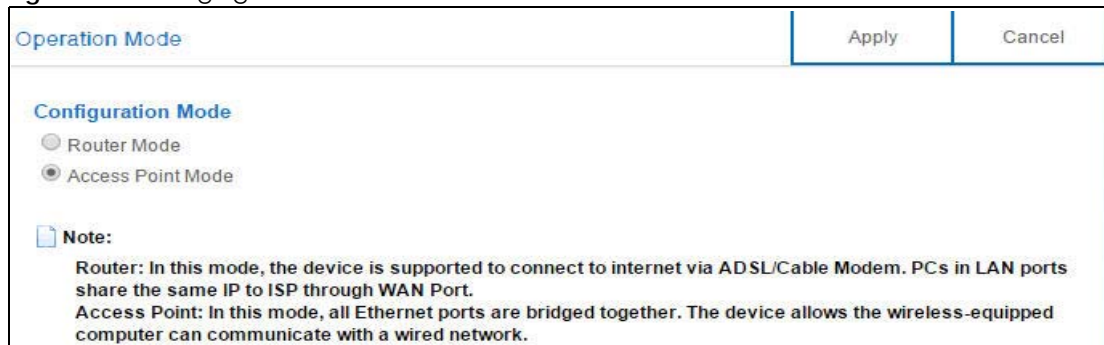 Operation Mode
Apply
Cancel
Configuration Mode
Router Mode
Access Point Mode
Note:
Router: In this mode, the device is supported to connect to internet via ADSL/Cable Modem. PCs in LAN ports
share the same IP to ISP through WAN Port.
Access Point: In this mode, all Ethernet ports are bridged together. The device allows the wireless-equipped
computer can communicate with a wired network.